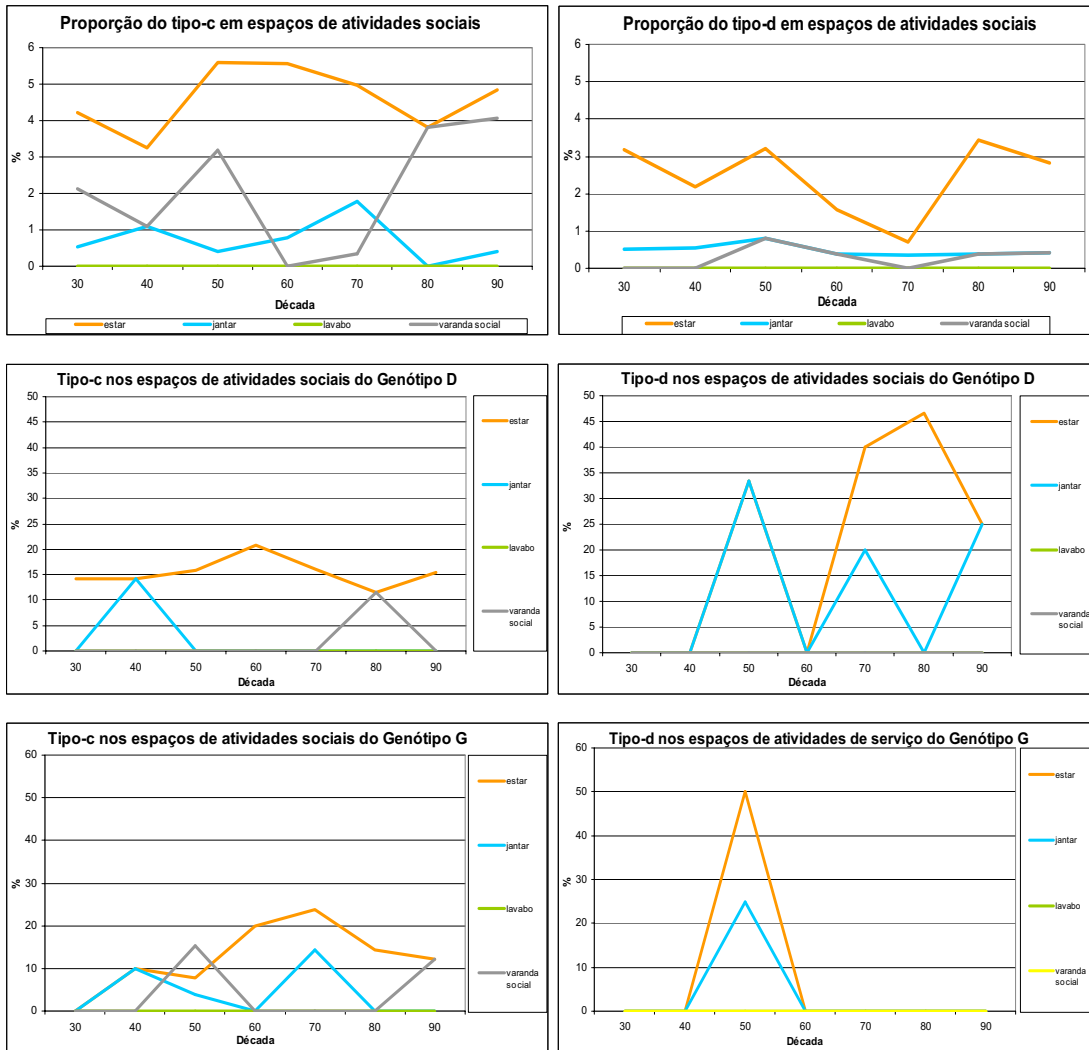 Proporção do tipo-c em espaços de atividades sociais
6
5
4
3
2
1
0
%
30 40 50 60 70 80 90
Década
estar jantar lavabo varanda social
Proporção do tipo-d em espaços de atividades sociais
6
5
4
3
2
1
0
%
30 40 50 60 70 80 90
Década
estar jantar lavabo varanda social
Tipo-c nos espaços de atividades sociais do Genótipo D
50
45
40
35
30
25
20
15
10
5
0
%
30 40 50 60 70 80 90
Década
estar
jantar
lavabo
varanda
social
Tipo-d nos espaços de atividades sociais do Genótipo D
50
45
40
35
30
25
20
15
10
5
0
%
30 40 50 60 70 80 90
Década
estar
jantar
lavabo
varanda
social
Tipo-c nos espaços de atividades sociais do Genótipo G
60
50
40
30
20
10
0
%
30 40 50 60 70 80 90
Década
estar
jantar
lavabo
varanda
social
Tipo-d nos espaços de atividades de serviço do Genótipo G
60
50
40
30
20
10
0
%
30 40 50 60 70 80 90
Década
estar
jantar
lavabo
varanda
social